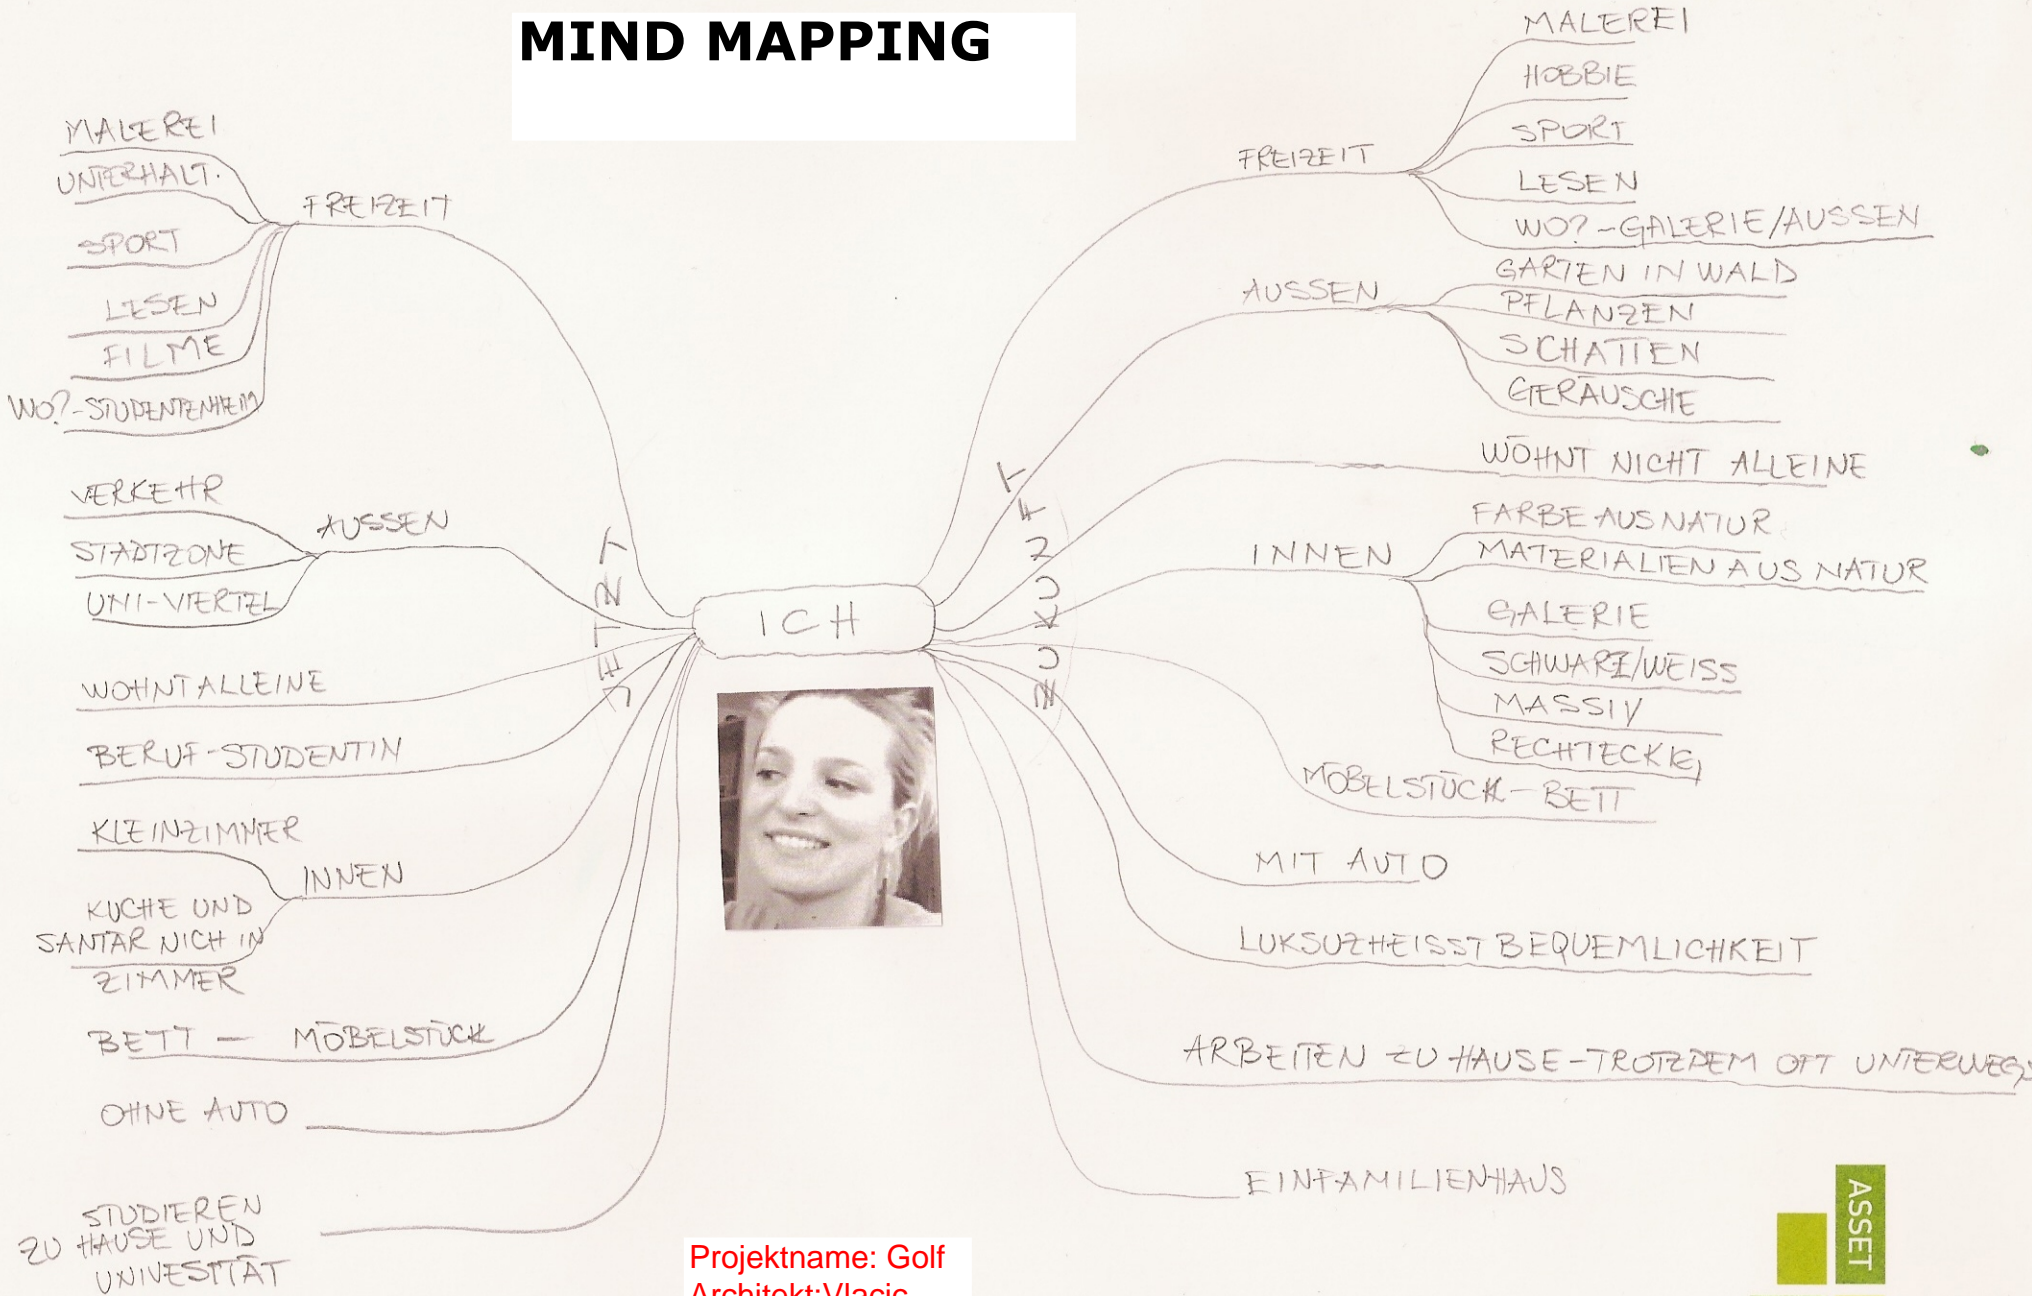 MIND MAPPING
MALEREI
UNTERHALT.
SPORT
LESEN
FILME
WO?-STUDENTENHEIM
FREIZEIT
VERKEHR
STADTZONE
UNI-VIERTEL
AUSSEN
WOHNT ALLEINE
BERUF-STUDENTIN
KLEINZIMMER
KUCHE UND
SANTAR NICH IN
ZIMMER
INNEN
BETT — MÖBELSTÜCK
OHNE AUTO
STUDIEREN
ZU HAUSE UND
UNIVESITÄT
JETZT
ICH
ZUKUNFT
FREIZEIT
MALEREI
HOBBIE
SPORT
LESEN
WO?-GALERIE/AUSSEN
AUSSEN
GARTEN IN WALD
PFLANZEN
SCHATTEN
GERÄUSCHE
WOHNT NICHT ALLEINE
INNEN
FARBE AUS NATUR
MATERIALIEN AUS NATUR
GALERIE
SCHWARZ/WEISS
MASSIV
RECHTECKIG
MÖBELSTÜCK-BETT
MIT AUTO
LUKSUZ HEISST BEQUEMLICHKEIT
ARBEITEN ZU HAUSE-TROTZDEM OFT UNTERWEGS
EINFAMILIENHAUS
Projektname: Golf
Architekt:Vlacic
ASSET